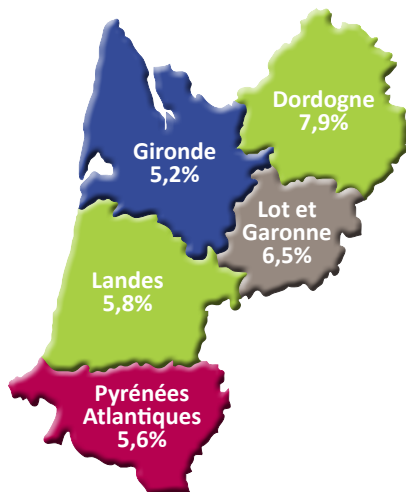 Dordogne
7,9%
Gironde
5,2%
Lot et
Garonne
6,5%
Landes
5,8%
Pyrénées
Atlantiques
5,6%